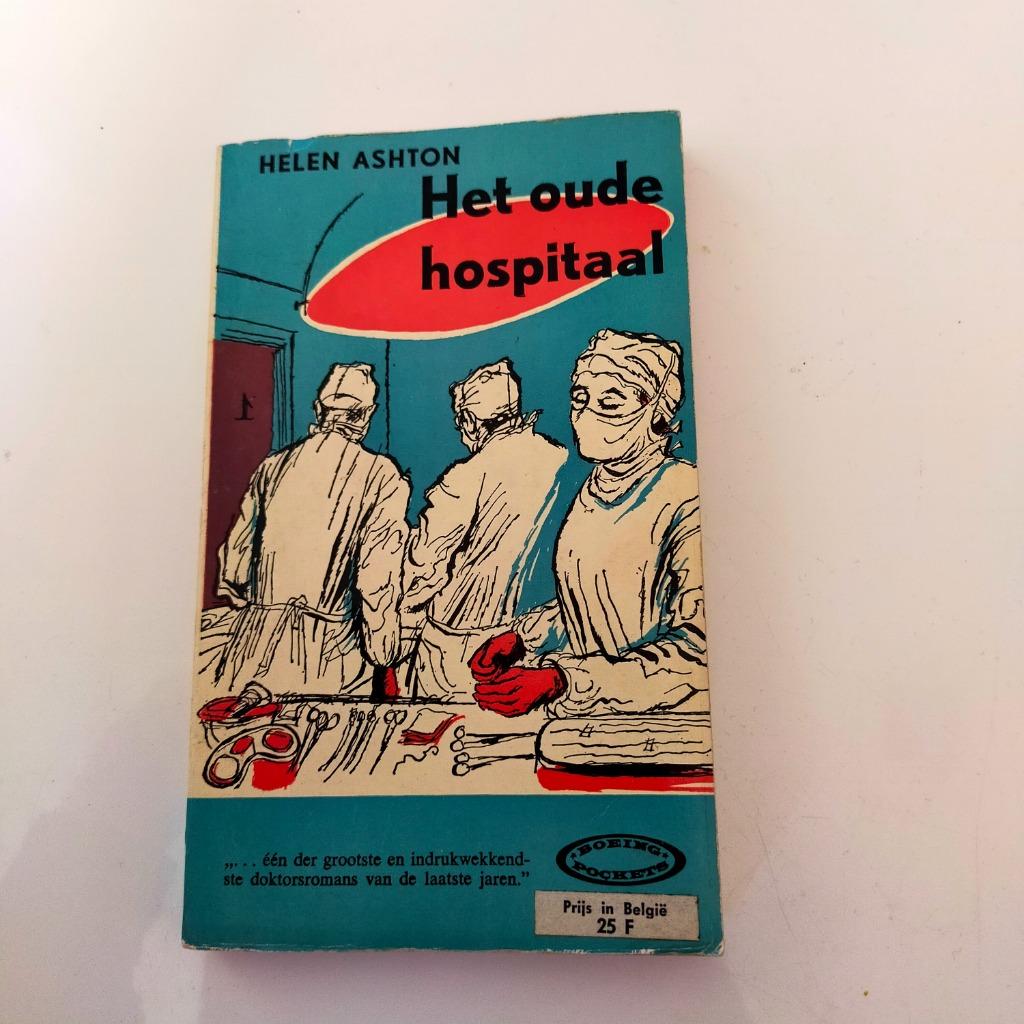 HELEN ASHTON
Het oude
hospitaal
1
„... één der grootste en indrukwekkend-
ste doktorsromans van de laatste jaren.”
★ BOEING ★
POCKETS
Prijs in België
25 F